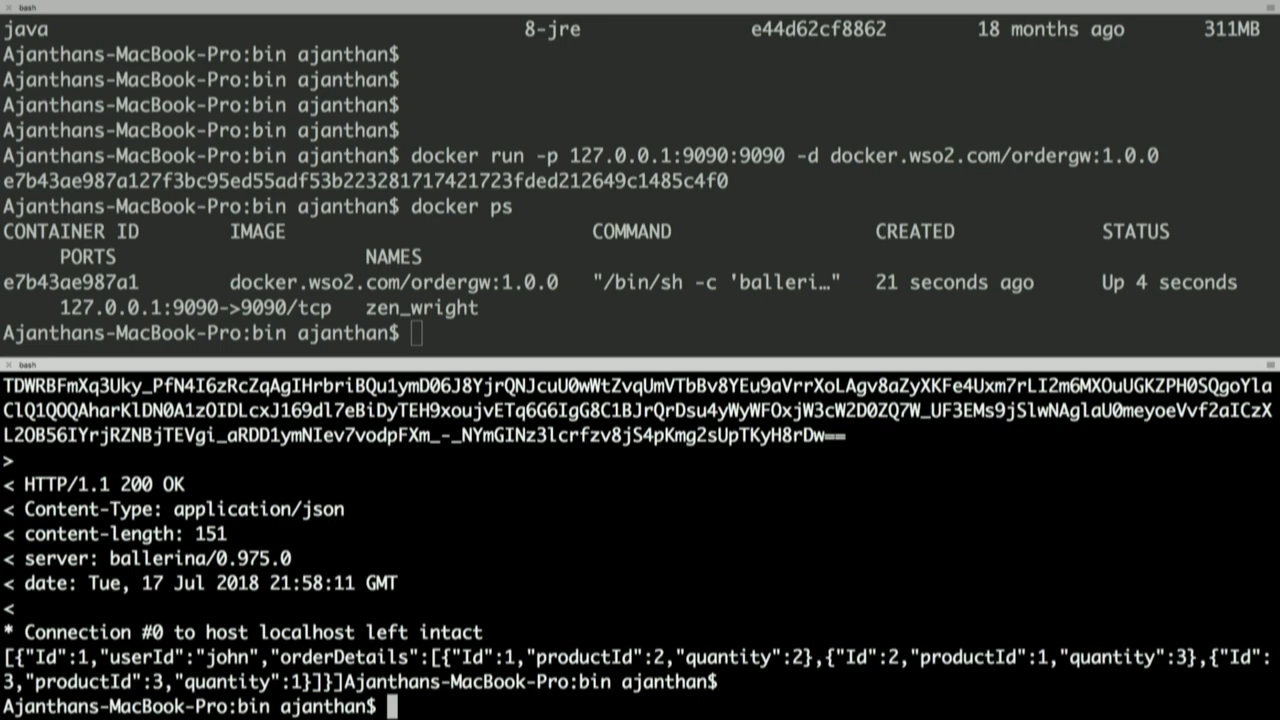 bash
java 8-jre e44d62cf8862 18 months ago 311MB
Ajanthans-MacBook-Pro:bin ajanthan$
Ajanthans-MacBook-Pro:bin ajanthan$
Ajanthans-MacBook-Pro:bin ajanthan$
Ajanthans-MacBook-Pro:bin ajanthan$
Ajanthans-MacBook-Pro:bin ajanthan$ docker run -p 127.0.0.1:9090:9090 -d docker.wso2.com/ordergw:1.0.0
e7b43ae987a127f3bc95ed55adf53b223281717421723fded212649c1485c4f0
Ajanthans-MacBook-Pro:bin ajanthan$ docker ps
CONTAINER ID IMAGE COMMAND CREATED STATUS
PORTS NAMES
e7b43ae987a1 docker.wso2.com/ordergw:1.0.0 "/bin/sh -c 'balleri…" 21 seconds ago Up 4 seconds
127.0.0.1:9090->9090/tcp zen_wright
Ajanthans-MacBook-Pro:bin ajanthan$
bash
TDWRBFmXq3Uky_PfN4I6zRcZqAgIHrbriBQu1ymD06J8YjrQNJcuU0wWtZvqUmVTbBv8YEu9aVrrXoLAgv8aZyXKFe4Uxm7rLI2m6MXOuUGKZPH0SQgoYla
ClQ1QOQAharKlDN0A1zOIDLcxJ169dl7eBiDyTEH9xoujvETq6G6IgG8C1BJrQrDsu4yWyWFOxjW3cW2D0ZQ7W_UF3EMs9jSlwNAglaU0meyoeVvf2aICzX
L2OB56IYrjRZNBjTEVgi_aRDD1ymNIev7vodpFXm_-_NYmGINz3lcrfzv8jS4pKmg2sUpTKyH8rDw==
>
< HTTP/1.1 200 OK
< Content-Type: application/json
< content-length: 151
< server: ballerina/0.975.0
< date: Tue, 17 Jul 2018 21:58:11 GMT
<
* Connection #0 to host localhost left intact
[{"Id":1,"userId":"john","orderDetails":[{"Id":1,"productId":2,"quantity":2},{"Id":2,"productId":1,"quantity":3},{"Id":
3,"productId":3,"quantity":1}]}]Ajanthans-MacBook-Pro:bin ajanthan$
Ajanthans-MacBook-Pro:bin ajanthan$